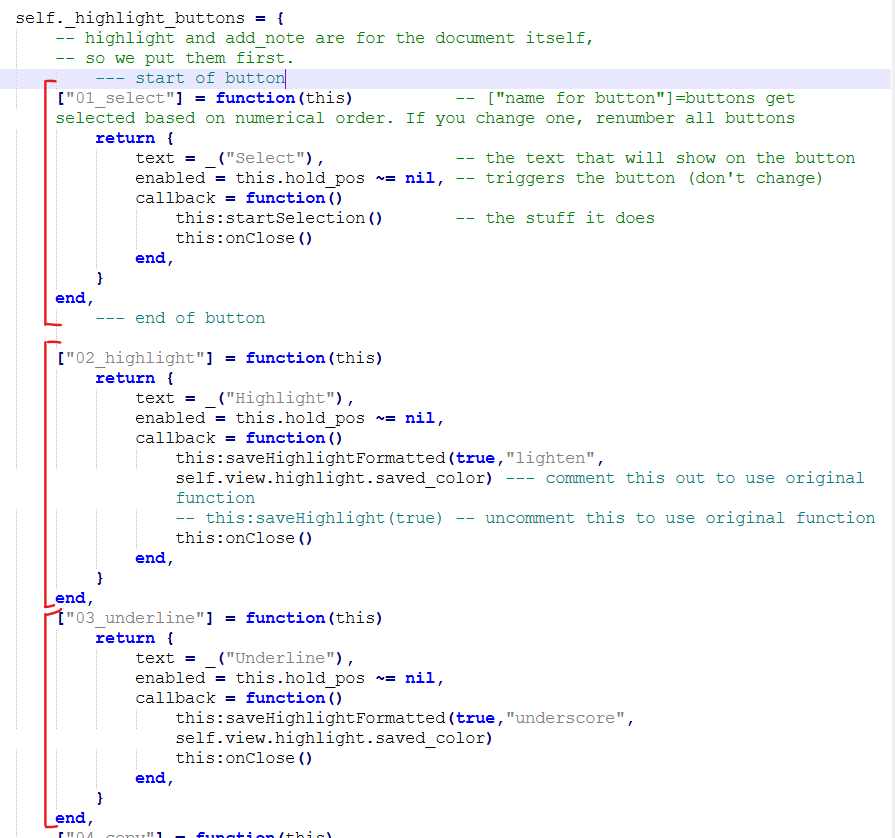 self._highlight_buttons = {
-- highlight and add_note are for the document itself,
-- so we put them first.
--- start of button
["01_select"] = function(this) -- ["name for button"]=buttons get
selected based on numerical order. If you change one, renumber all buttons
return {
text = _("Select"), -- the text that will show on the button
enabled = this.hold_pos ~= nil, -- triggers the button (don't change)
callback = function()
this:startSelection() -- the stuff it does
this:onClose()
end,
}
end,
--- end of button
["02_highlight"] = function(this)
return {
text = _("Highlight"),
enabled = this.hold_pos ~= nil,
callback = function()
this:saveHighlightFormatted(true,"lighten",
self.view.highlight.saved_color) --- comment this out to use original
function
-- this:saveHighlight(true) -- uncomment this to use original function
this:onClose()
end,
}
end,
["03_underline"] = function(this)
return {
text = _("Underline"),
enabled = this.hold_pos ~= nil,
callback = function()
this:saveHighlightFormatted(true,"underscore",
self.view.highlight.saved_color)
this:onClose()
end,
}
end,
["04_copy"] = function(this)